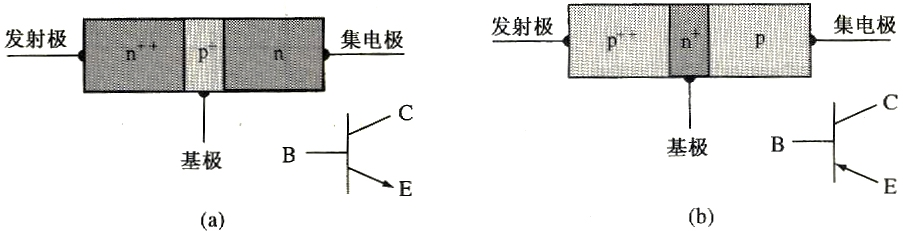 发射极 n++ p+ n 集电极
基极
B C E
(a)
发射极 p++ n+ p 集电极
基极
B C E
(b)